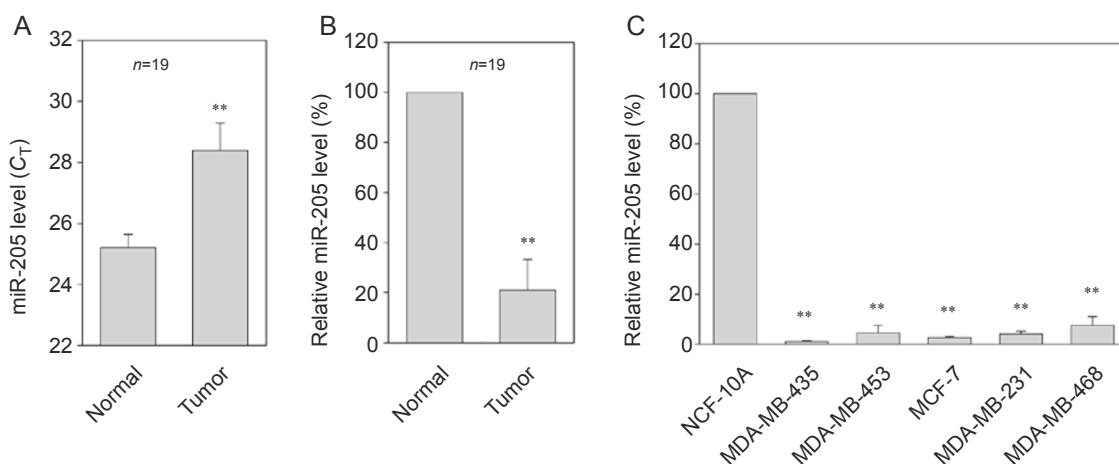 A
miR-205 level (CT)
32
30
28
26
24
22
n=19
**
Normal
Tumor
B
Relative miR-205 level (%)
120
100
80
60
40
20
0
n=19
**
Normal
Tumor
C
Relative miR-205 level (%)
120
100
80
60
40
20
0
**
**
**
**
**
NCF-10A
MDA-MB-435
MDA-MB-453
MCF-7
MDA-MB-231
MDA-MB-468